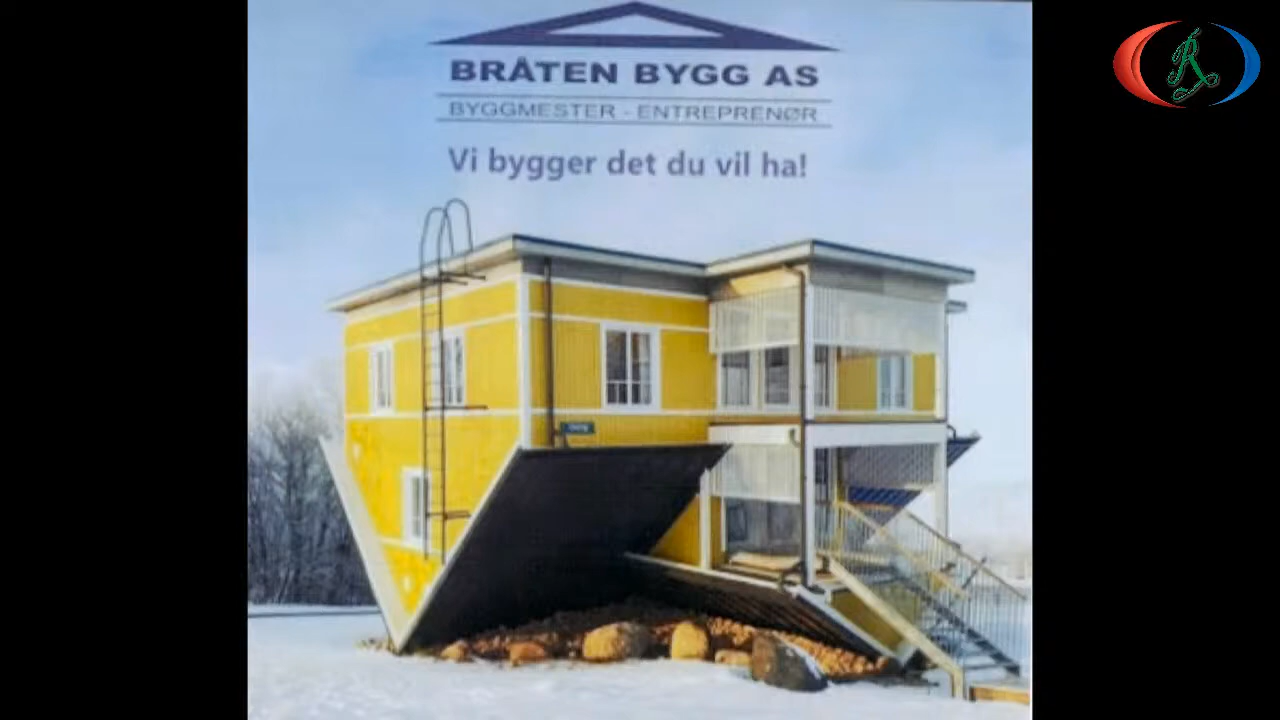 BRÅTEN BYGG AS
BYGGMESTER - ENTREPRENØR
Vi bygger det du vil ha!